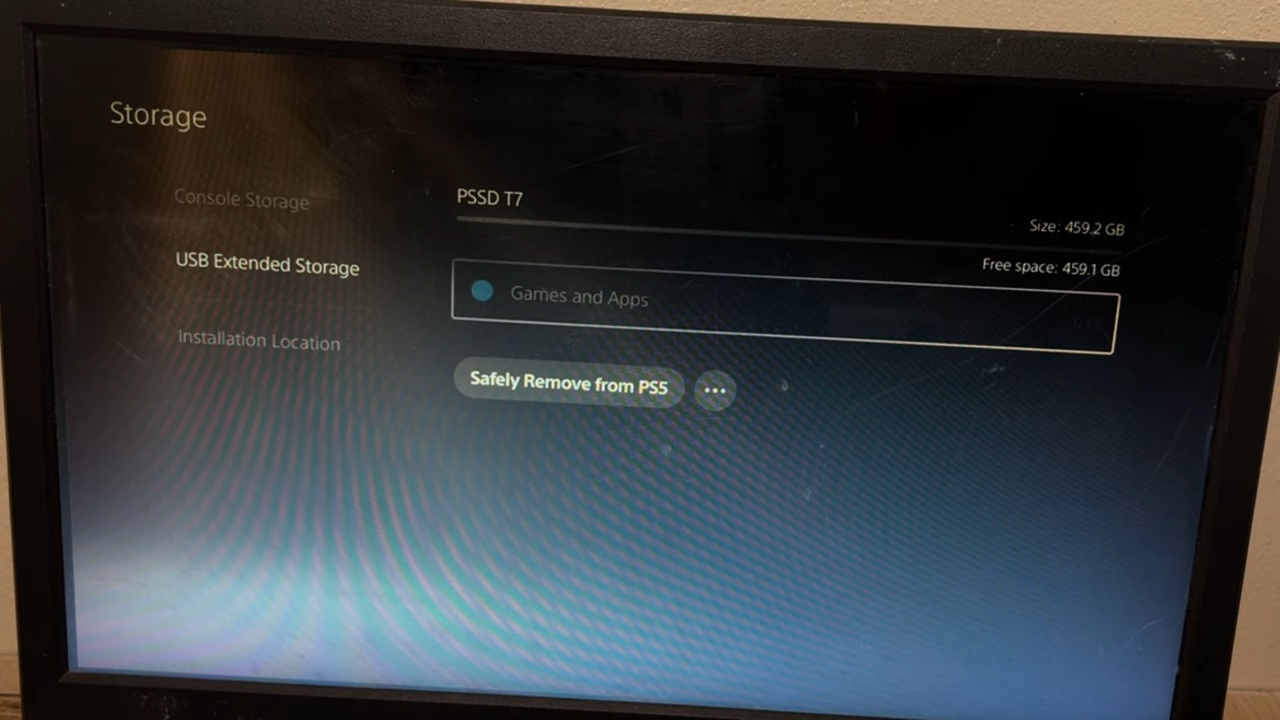 Storage
Console Storage
PSSD T7
Size: 459.2 GB
USB Extended Storage
Free space: 459.1 GB
Games and Apps
Installation Location
Safely Remove from PS5